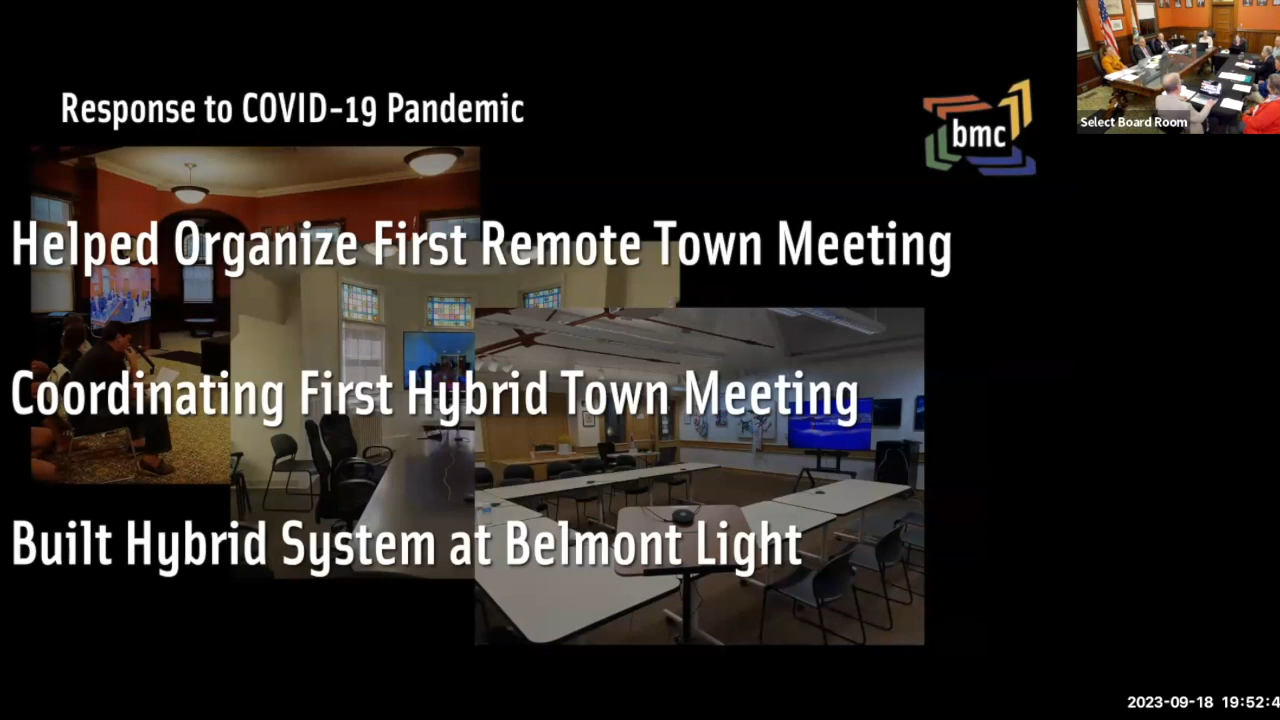 Response to COVID-19 Pandemic
bmc
Select Board Room
Helped Organize First Remote Town Meeting
Coordinating First Hybrid Town Meeting
Built Hybrid System at Belmont Light
2023-09-18 19:52:4